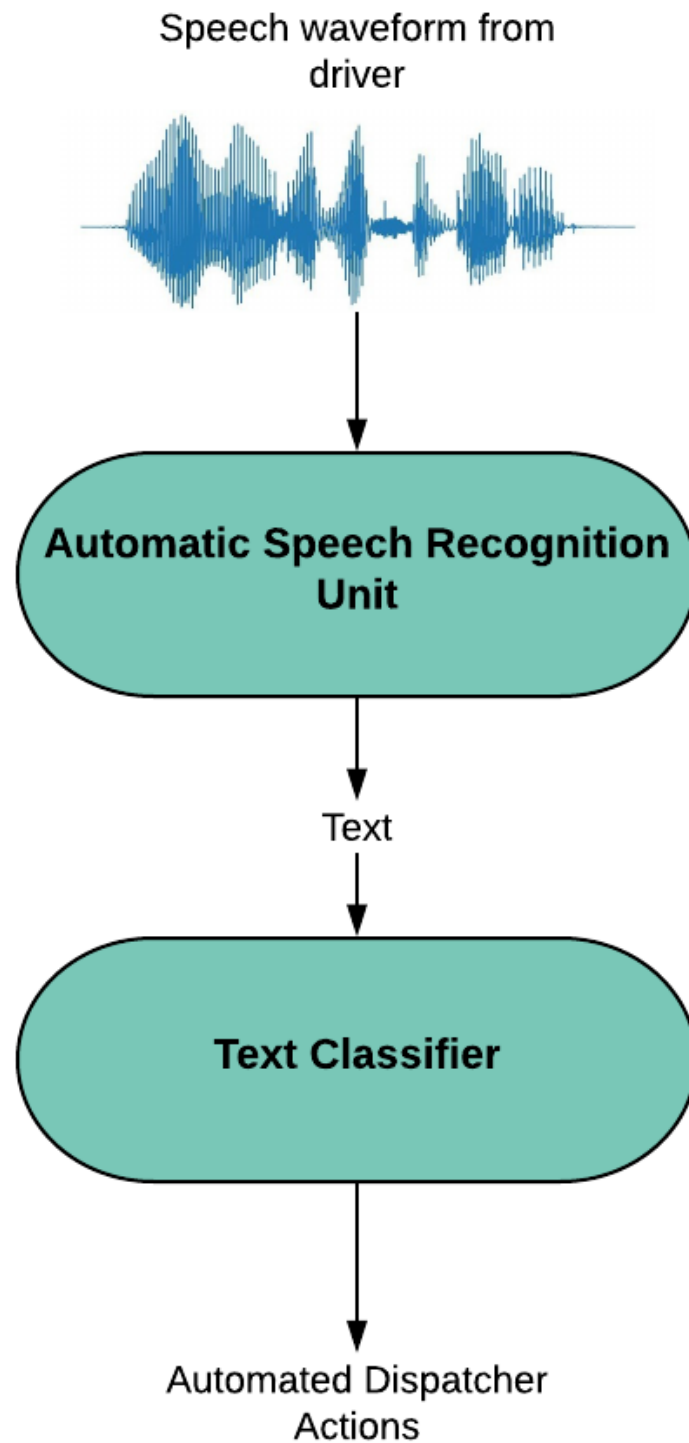 Speech waveform from
driver
Automatic Speech Recognition
Unit
Text
Text Classifier
Automated Dispatcher
Actions